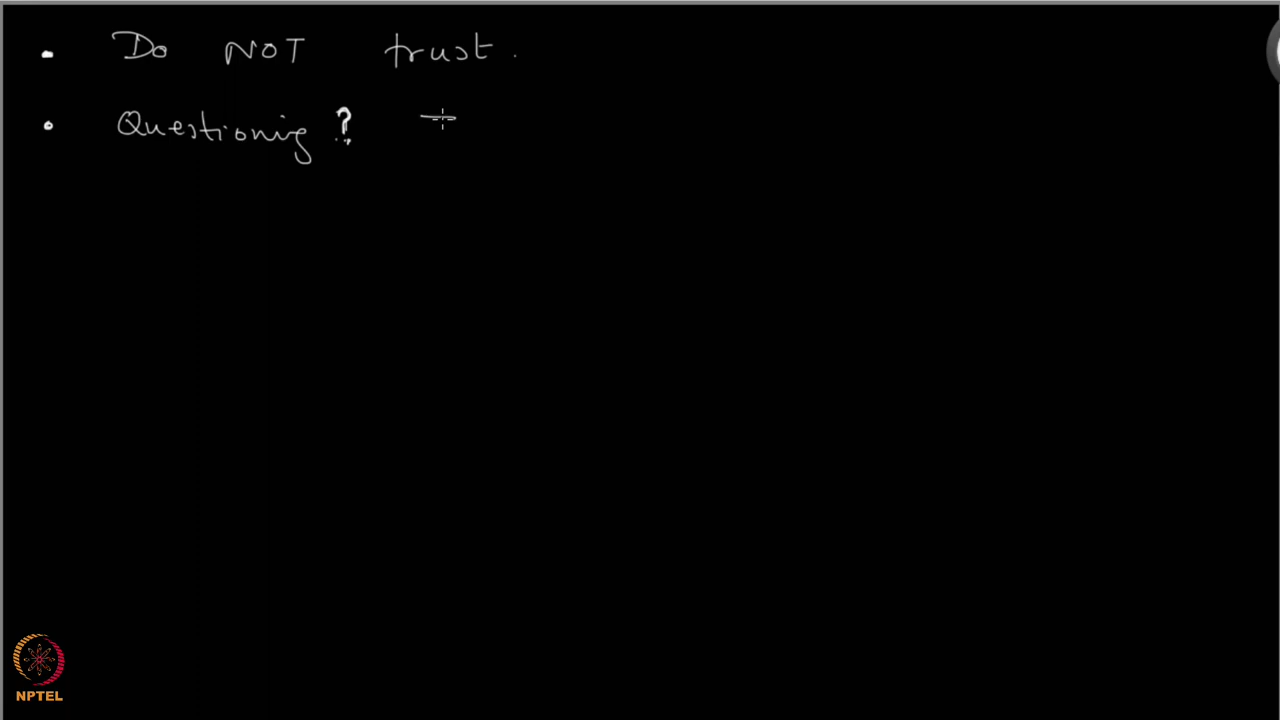 • Do NOT trust.
• Questioning?
NPTEL